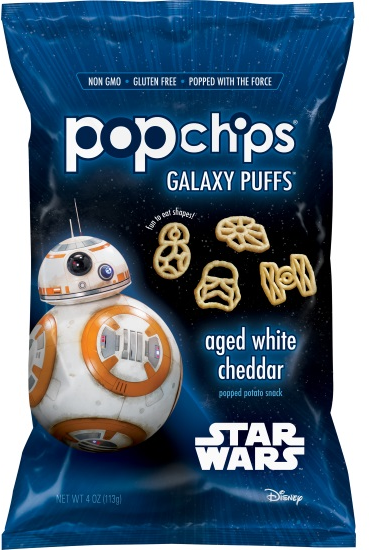 NON GMO • GLUTEN FREE • POPPED WITH THE FORCE
popchips®
GALAXY PUFFS™
fun to eat shapes!
aged white
cheddar
popped potato snack
STAR
WARS
NET WT 4 OZ (113g)
Disney